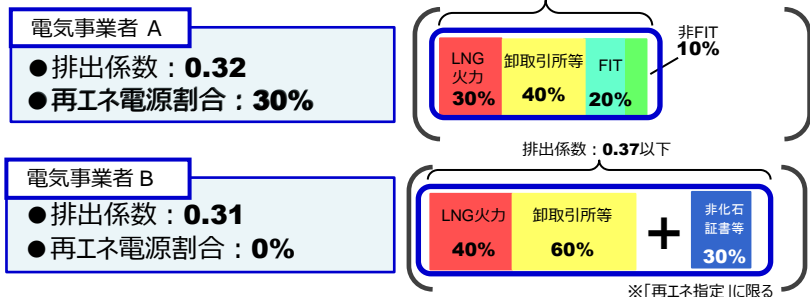 電気事業者 A
●排出係数：0.32
●再エネ電源割合：30%
LNG
火力
30%
卸取引所等
40%
FIT
20%
非FIT
10%
電気事業者 B
●排出係数：0.31
●再エネ電源割合：0%
排出係数：0.37以下
LNG火力
40%
卸取引所等
60%
+
非化石
証書等
30%
※「再エネ指定」に限る